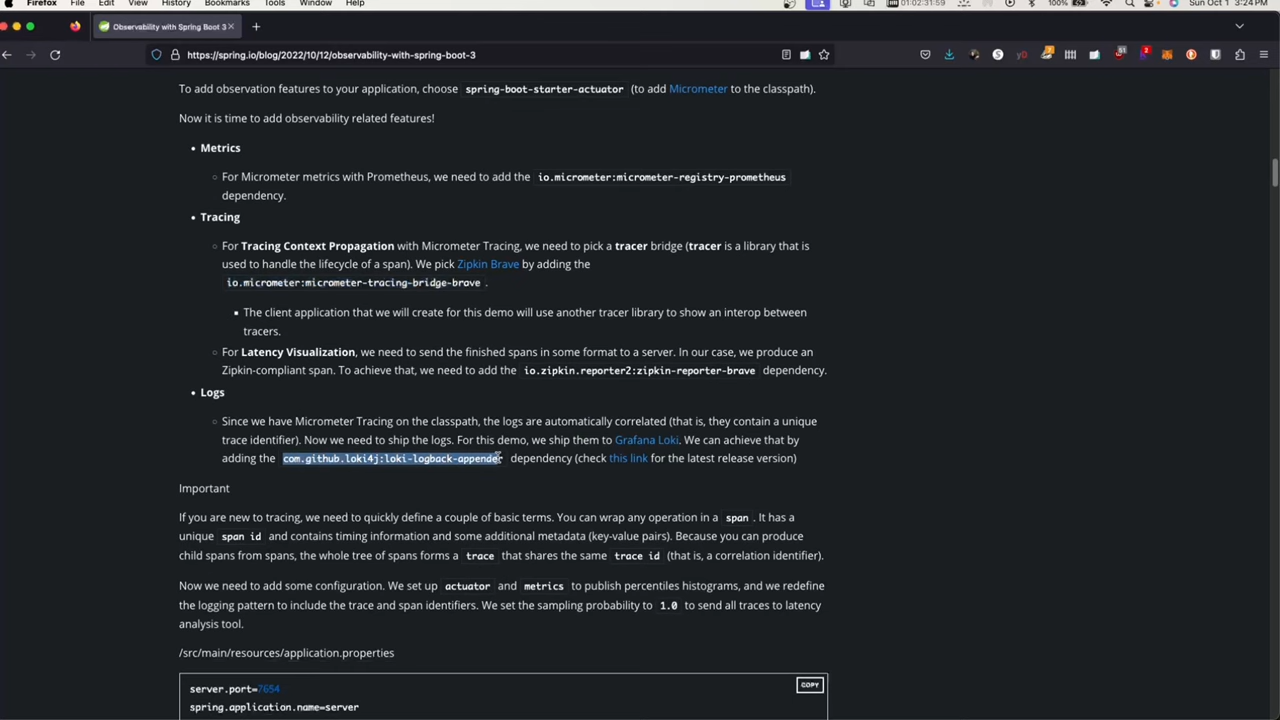 Firefox File Edit View History Bookmarks Tools Window Help 01:02:31:59 100% Sun Oct 1 3:24 PM
Observability with Spring Boot 3
https://spring.io/blog/2022/10/12/observability-with-spring-boot-3
To add observation features to your application, choose spring-boot-starter-actuator (to add Micrometer to the classpath).
Now it is time to add observability related features!
Metrics
For Micrometer metrics with Prometheus, we need to add the io.micrometer:micrometer-registry-prometheus
dependency.
Tracing
For Tracing Context Propagation with Micrometer Tracing, we need to pick a tracer bridge (tracer is a library that is
used to handle the lifecycle of a span). We pick Zipkin Brave by adding the
io.micrometer:micrometer-tracing-bridge-brave .
The client application that we will create for this demo will use another tracer library to show an interop between
tracers.
For Latency Visualization, we need to send the finished spans in some format to a server. In our case, we produce an
Zipkin-compliant span. To achieve that, we need to add the io.zipkin.reporter2:zipkin-reporter-brave dependency.
Logs
Since we have Micrometer Tracing on the classpath, the logs are automatically correlated (that is, they contain a unique
trace identifier). Now we need to ship the logs. For this demo, we ship them to Grafana Loki. We can achieve that by
adding the com.github.loki4j:loki-logback-appender dependency (check this link for the latest release version)
Important
If you are new to tracing, we need to quickly define a couple of basic terms. You can wrap any operation in a span . It has a
unique span id and contains timing information and some additional metadata (key-value pairs). Because you can produce
child spans from spans, the whole tree of spans forms a trace that shares the same trace id (that is, a correlation identifier).
Now we need to add some configuration. We set up actuator and metrics to publish percentiles histograms, and we redefine
the logging pattern to include the trace and span identifiers. We set the sampling probability to 1.0 to send all traces to latency
analysis tool.
/src/main/resources/application.properties
COPY
server.port=7654
spring.application.name=server